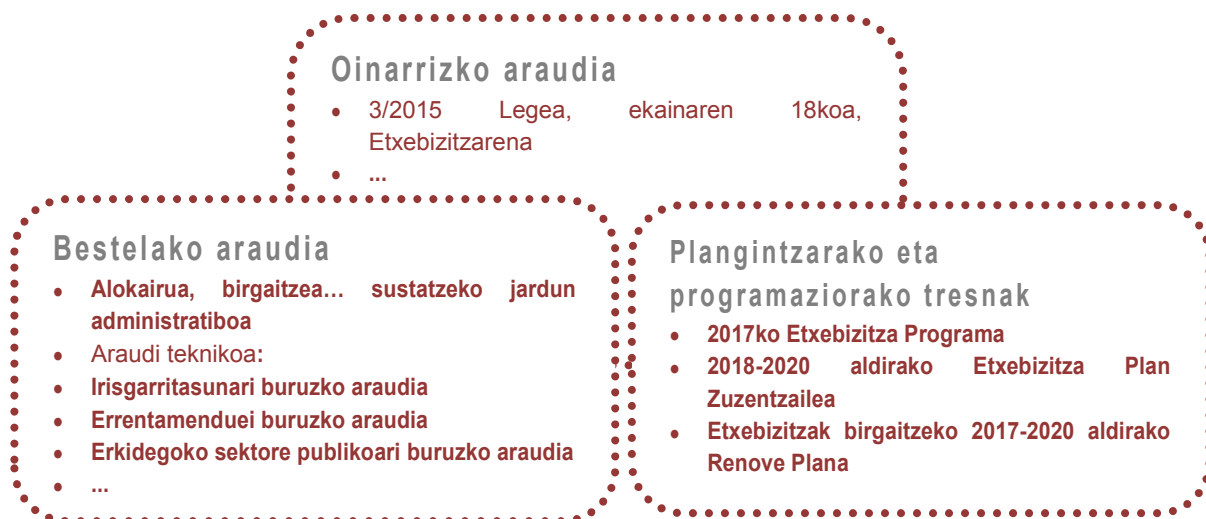 Oinarrizko araudia
• 3/2015 Legea, ekainaren 18koa,
Etxebizitzarena
• ...
Bestelako araudia
• Alokairua, birgaitzea… sustatzeko jardun
administratiboa
• Araudi teknikoa:
• Irisgarritasunari buruzko araudia
• Errentamenduei buruzko araudia
• Erkidegoko sektore publikoari buruzko araudia
• ...
Plangintzarako eta
programaziorako tresnak
• 2017ko Etxebizitza Programa
• 2018-2020 aldirako Etxebizitza Plan
Zuzentzailea
• Etxebizitzak birgaitzeko 2017-2020 aldirako
Renove Plana